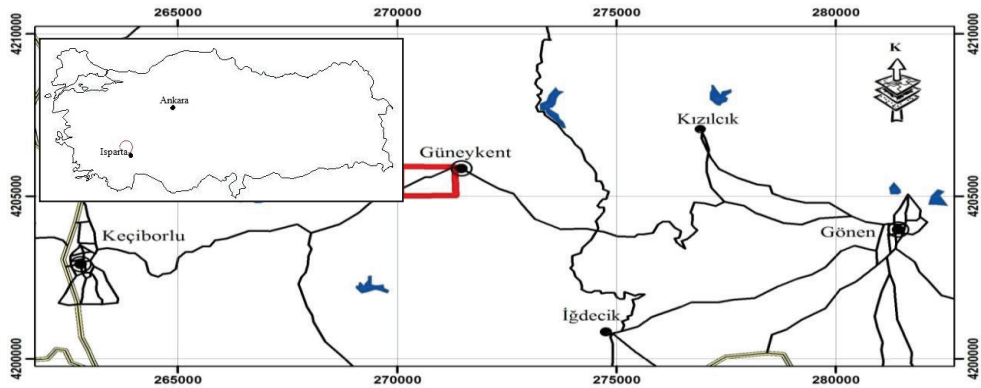 265000 270000 275000 280000
4210000 4210000
K
Ankara
Kızılcık
Isparta
Güneykent
4205000 4205000
Keçiborlu
Gönen
İğdecik
4200000 4200000
265000 270000 275000 280000